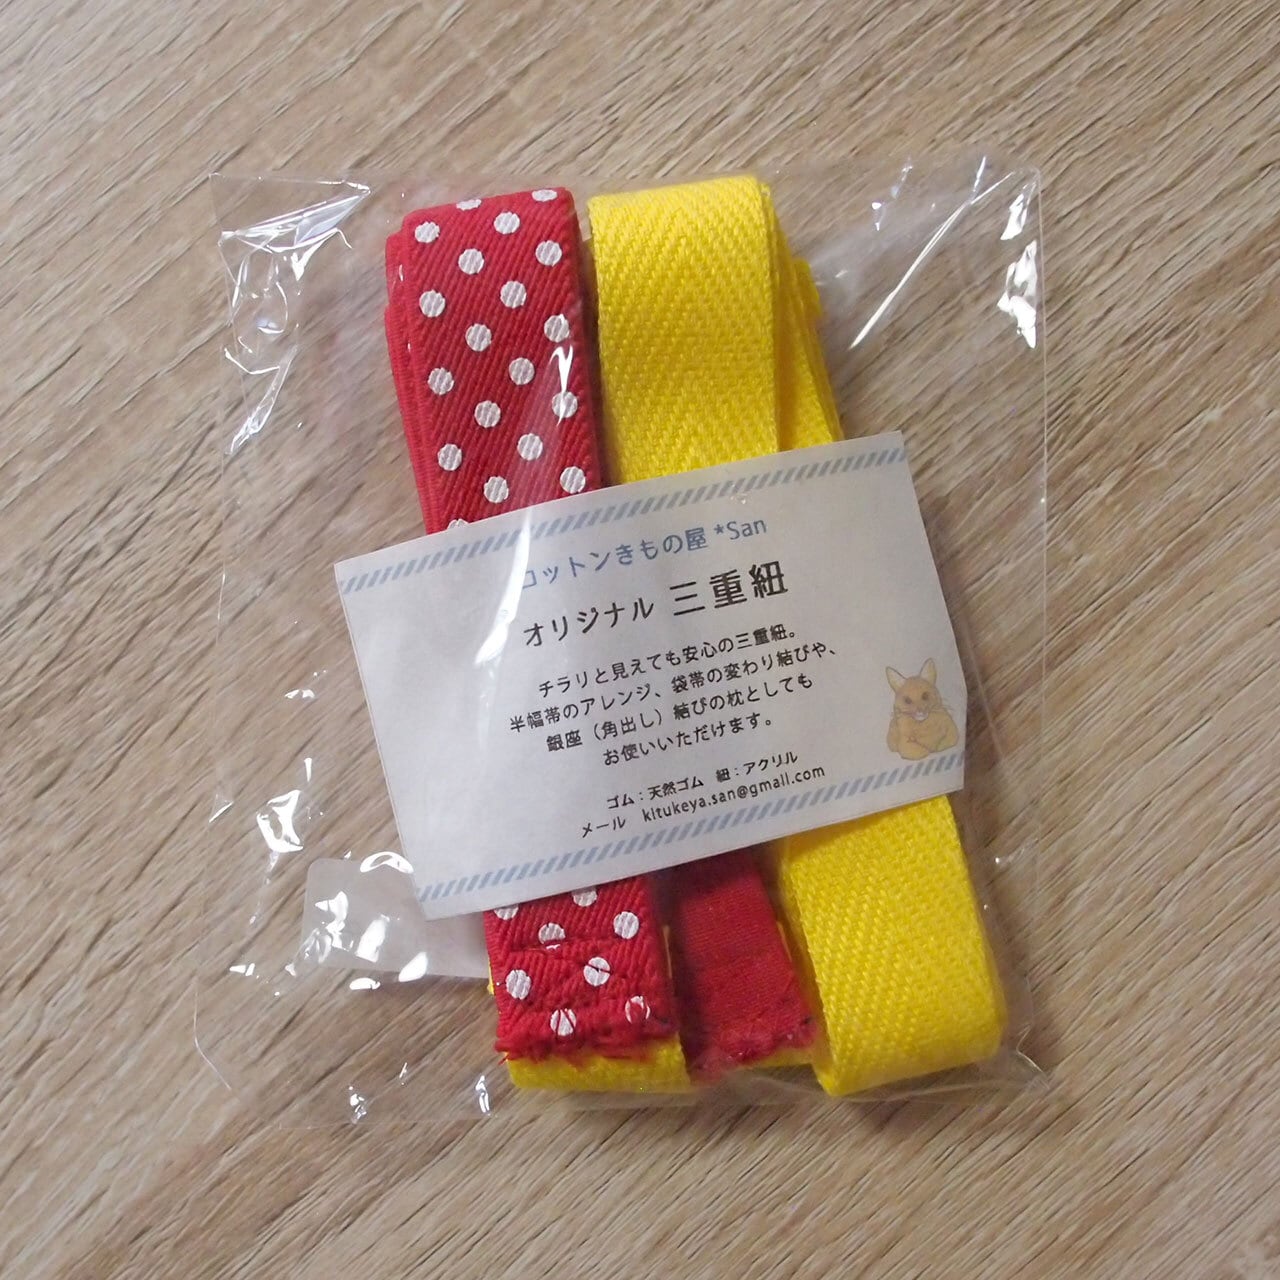 コットンきもの屋*San
オリジナル 三重紐
チラリと見えても安心の三重紐。
半幅帯のアレンジ、袋帯の変わり結びや、
銀座（角出し）結びの枕としても
お使いいただけます。
ゴム：天然ゴム 紐：アクリル
メール kitukeya.san@gmail.com